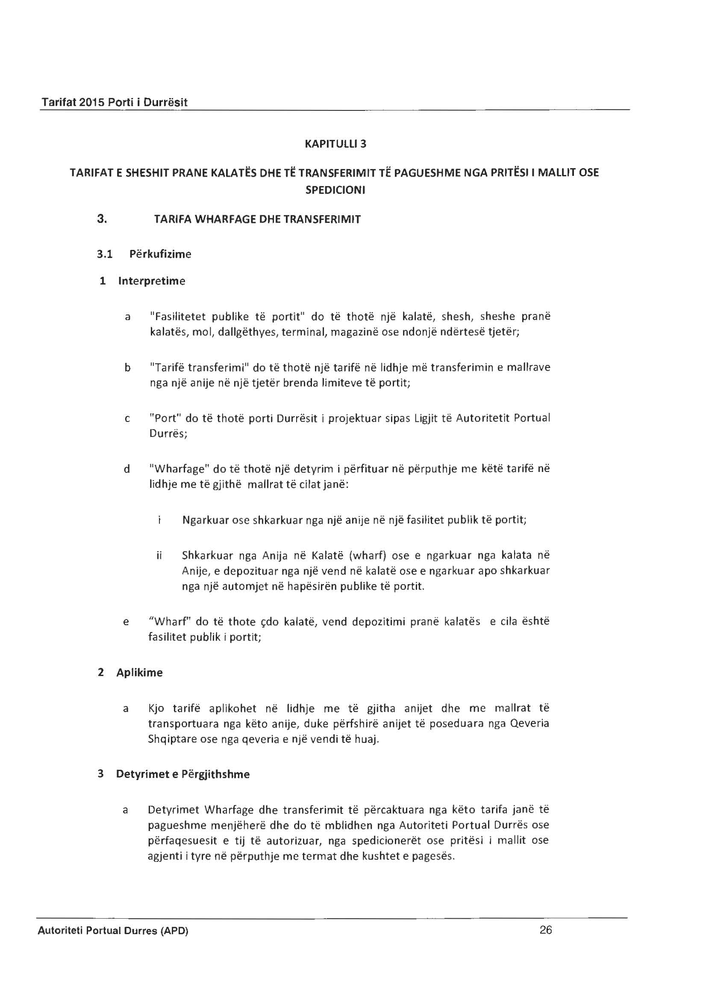 Tarifat 2015 Porti i Durrësit
KAPITULLI 3
TARIFAT E SHESHIT PRANE KALATËS DHE TË TRANSFERIMIT TË PAGUESHME NGA PRITËSI I MALLIT OSE
SPEDICIONI
3. TARIFA WHARFAGE DHE TRANSFERIMIT
3.1 Përkufizime
1 Interpretime
a "Fasilitetet publike të portit" do të thotë një kalatë, shesh, sheshe pranë
kalatës, mol, dallgëthyes, terminal, magazinë ose ndonjë ndërtesë tjetër;
b "Tarifë transferimi" do të thotë një tarifë në lidhje më transferimin e mallrave
nga një anije në një tjetër brenda limiteve të portit;
c "Port" do të thotë porti Durrësit i projektuar sipas Ligjit të Autoritetit Portual
Durrës;
d "Wharfage" do të thotë një detyrim i përfituar në përputhje me këtë tarifë në
lidhje me të gjithë mallrat të cilat janë:
i Ngarkuar ose shkarkuar nga një anije në një fasilitet publik të portit;
ii Shkarkuar nga Anija në Kalatë (wharf) ose e ngarkuar nga kalata në
Anije, e depozituar nga një vend në kalatë ose e ngarkuar apo shkarkuar
nga një automjet në hapësirën publike të portit.
e "Wharf" do të thote çdo kalatë, vend depozitimi pranë kalatës e cila është
fasilitet publik i portit;
2 Aplikime
a Kjo tarifë aplikohet në lidhje me të gjitha anijet dhe me mallrat të
transportuara nga këto anije, duke përfshirë anijet të poseduara nga Qeveria
Shqiptare ose nga qeveria e një vendi të huaj.
3 Detyrimet e Përgjithshme
a Detyrimet Wharfage dhe transferimit të përcaktuara nga këto tarifa janë të
pagueshme menjëherë dhe do të mblidhen nga Autoriteti Portual Durrës ose
përfaqesuesit e tij të autorizuar, nga spedicionerët ose pritësi i mallit ose
agjenti i tyre në përputhje me termat dhe kushtet e pagesës.
Autoriteti Portual Durres (APD) 26